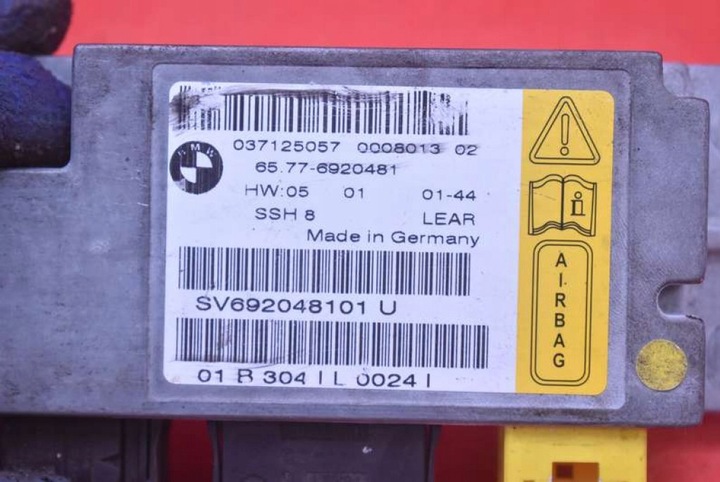 037125057 0008013 02
BMW
65.77-6920481
HW:05 01 01-44
SSH 8 LEAR
Made in Germany
SV692048101 U
01 B 304 I L 0024 I
AIRBAG